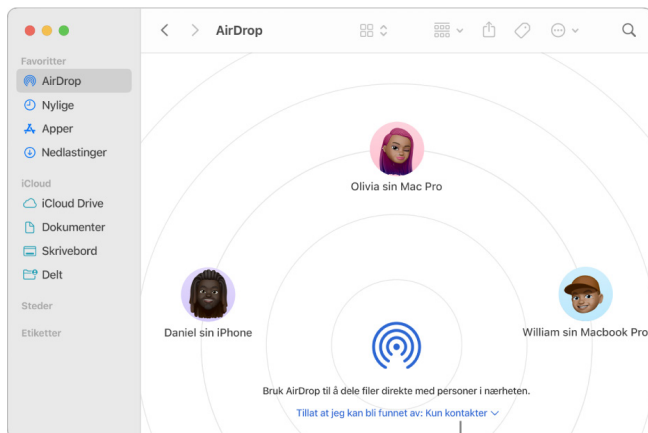 AirDrop
Favoritter
AirDrop
Nylige
Apper
Nedlastinger
iCloud
iCloud Drive
Dokumenter
Skrivebord
Delt
Steder
Etiketter
Olivia sin Mac Pro
Daniel sin iPhone
William sin Macbook Pro
Bruk AirDrop til å dele filer direkte med personer i nærheten.
Tillat at jeg kan bli funnet av: Kun kontakter